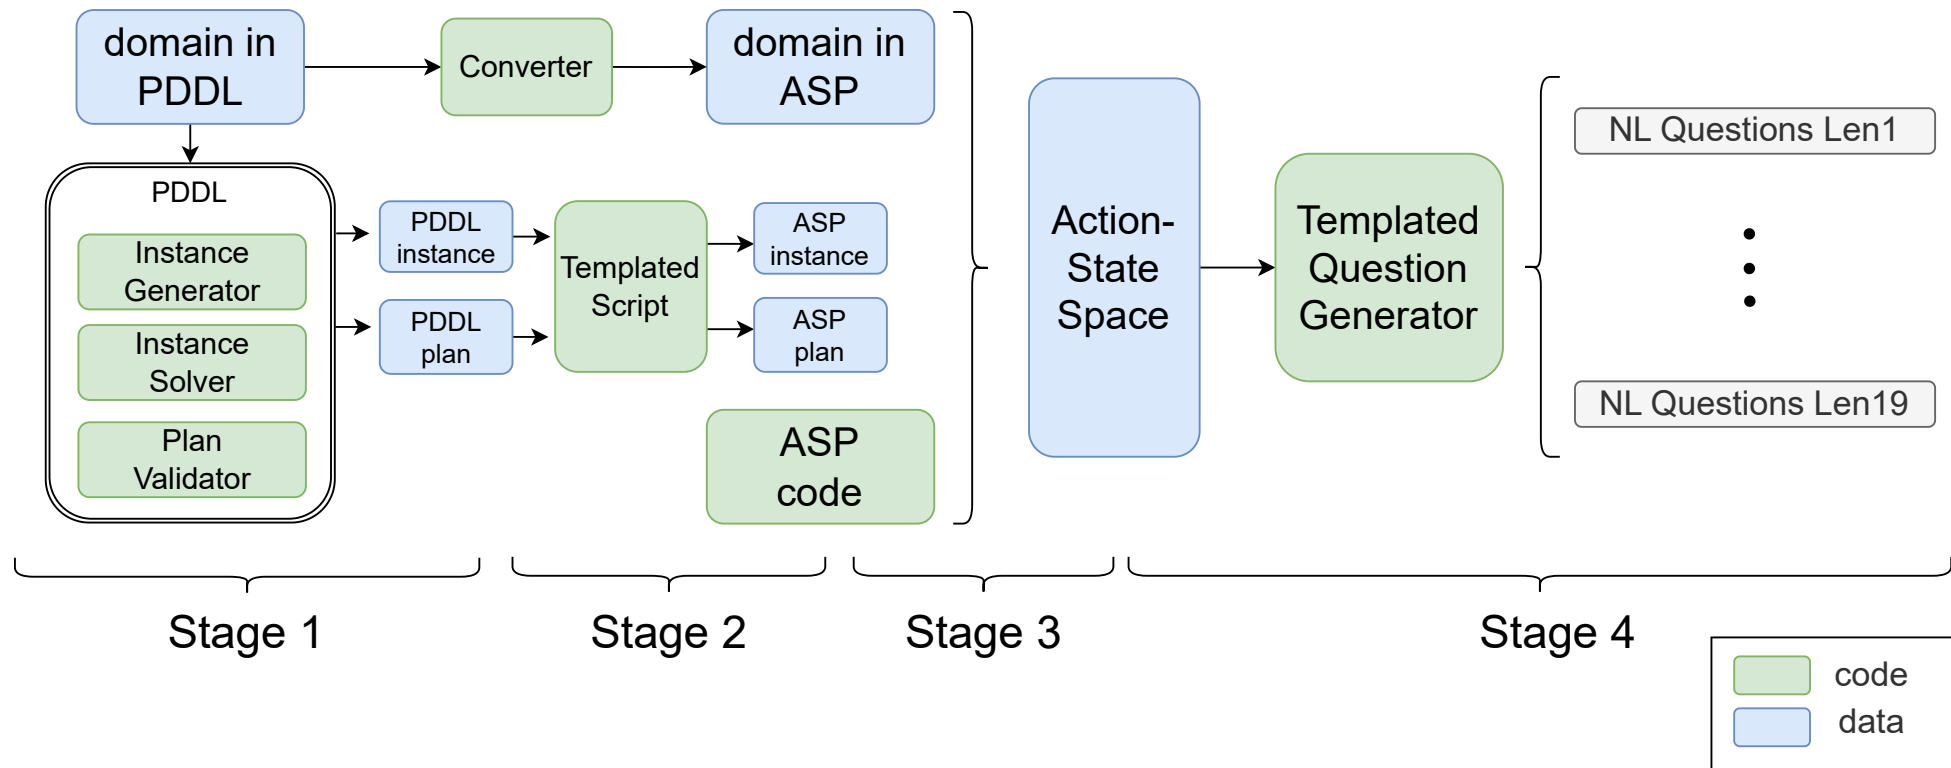 domain in
PDDL
Converter
domain in
ASP
PDDL
Instance
Generator
Instance
Solver
Plan
Validator
PDDL
instance
PDDL
plan
Templated
Script
ASP
instance
ASP
plan
ASP
code
Action-
State
Space
Templated
Question
Generator
NL Questions Len1
NL Questions Len19
Stage 1
Stage 2
Stage 3
Stage 4
code
data